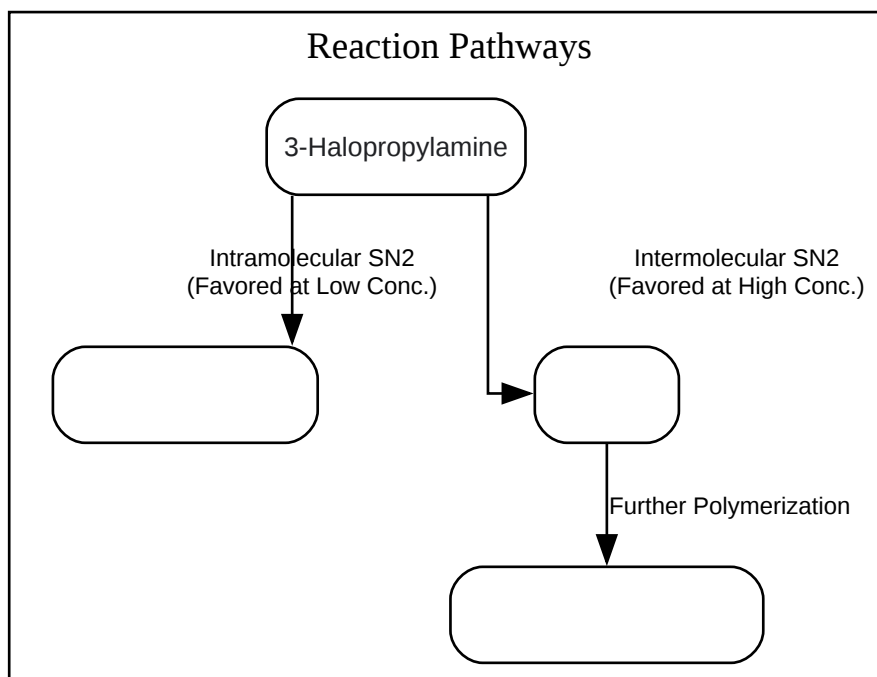 Reaction Pathways
3-Halopropylamine
Intramolecular SN2
(Favored at Low Conc.)
Intermolecular SN2
(Favored at High Conc.)
Further Polymerization